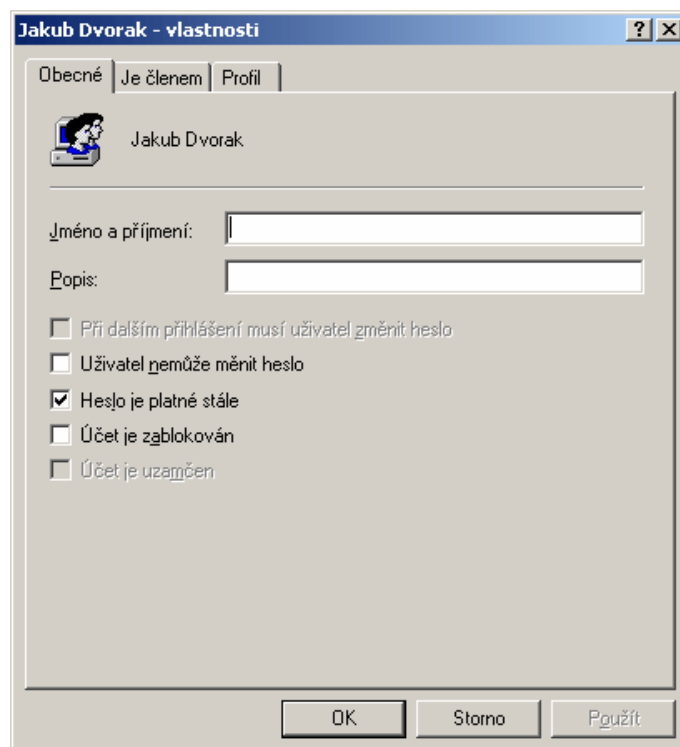 Jakub Dvorak - vlastnosti
Obecné Je členem Profil
Jakub Dvorak
Jméno a příjmení:
Popis:
Při dalším přihlášení musí uživatel změnit heslo
Uživatel nemůže měnit heslo
Heslo je platné stále
Účet je zablokován
Účet je uzamčen
OK Storno Použít